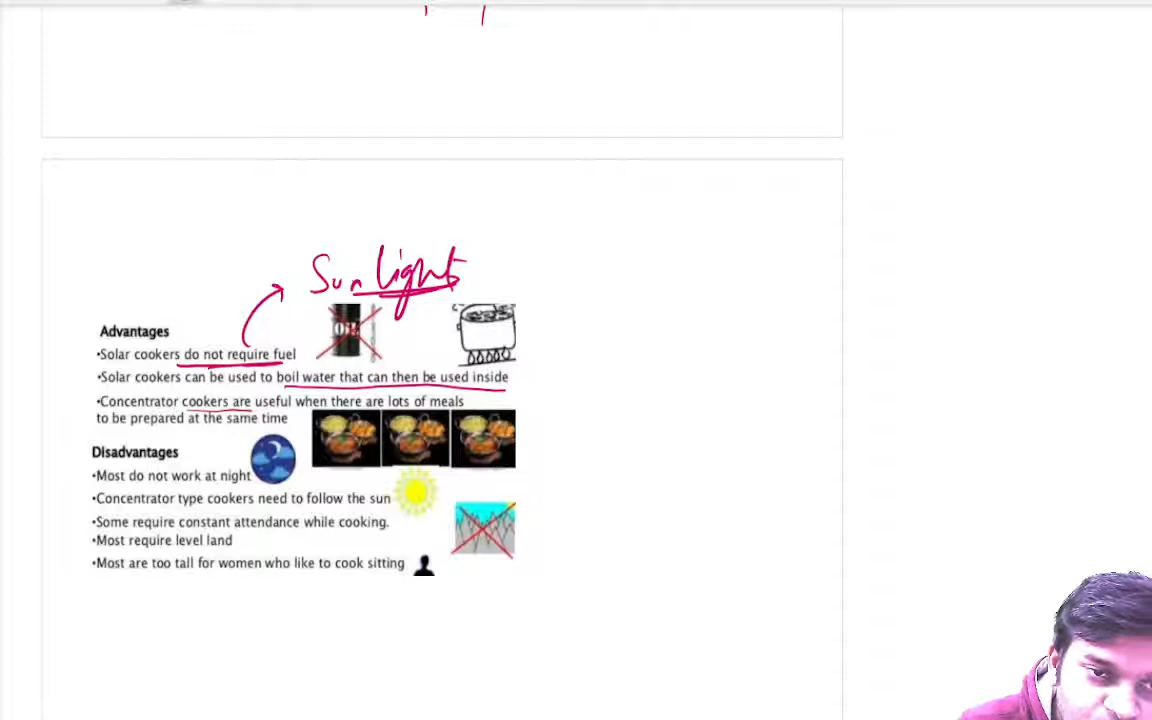 Sunlight
Advantages
•Solar cookers do not require fuel
•Solar cookers can be used to boil water that can then be used inside
•Concentrator cookers are useful when there are lots of meals
to be prepared at the same time
Disadvantages
•Most do not work at night
•Concentrator type cookers need to follow the sun
•Some require constant attendance while cooking.
•Most require level land
•Most are too tall for women who like to cook sitting